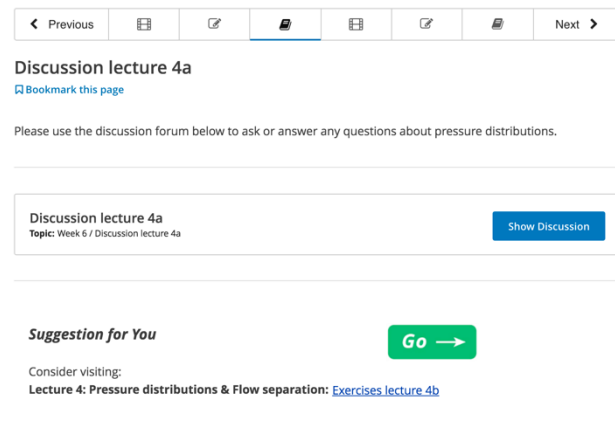 Previous
Next
Discussion lecture 4a
Bookmark this page
Please use the discussion forum below to ask or answer any questions about pressure distributions.
Discussion lecture 4a
Topic: Week 6 / Discussion lecture 4a
Show Discussion
Suggestion for You
Go
Consider visiting:
Lecture 4: Pressure distributions & Flow separation: Exercises lecture 4b